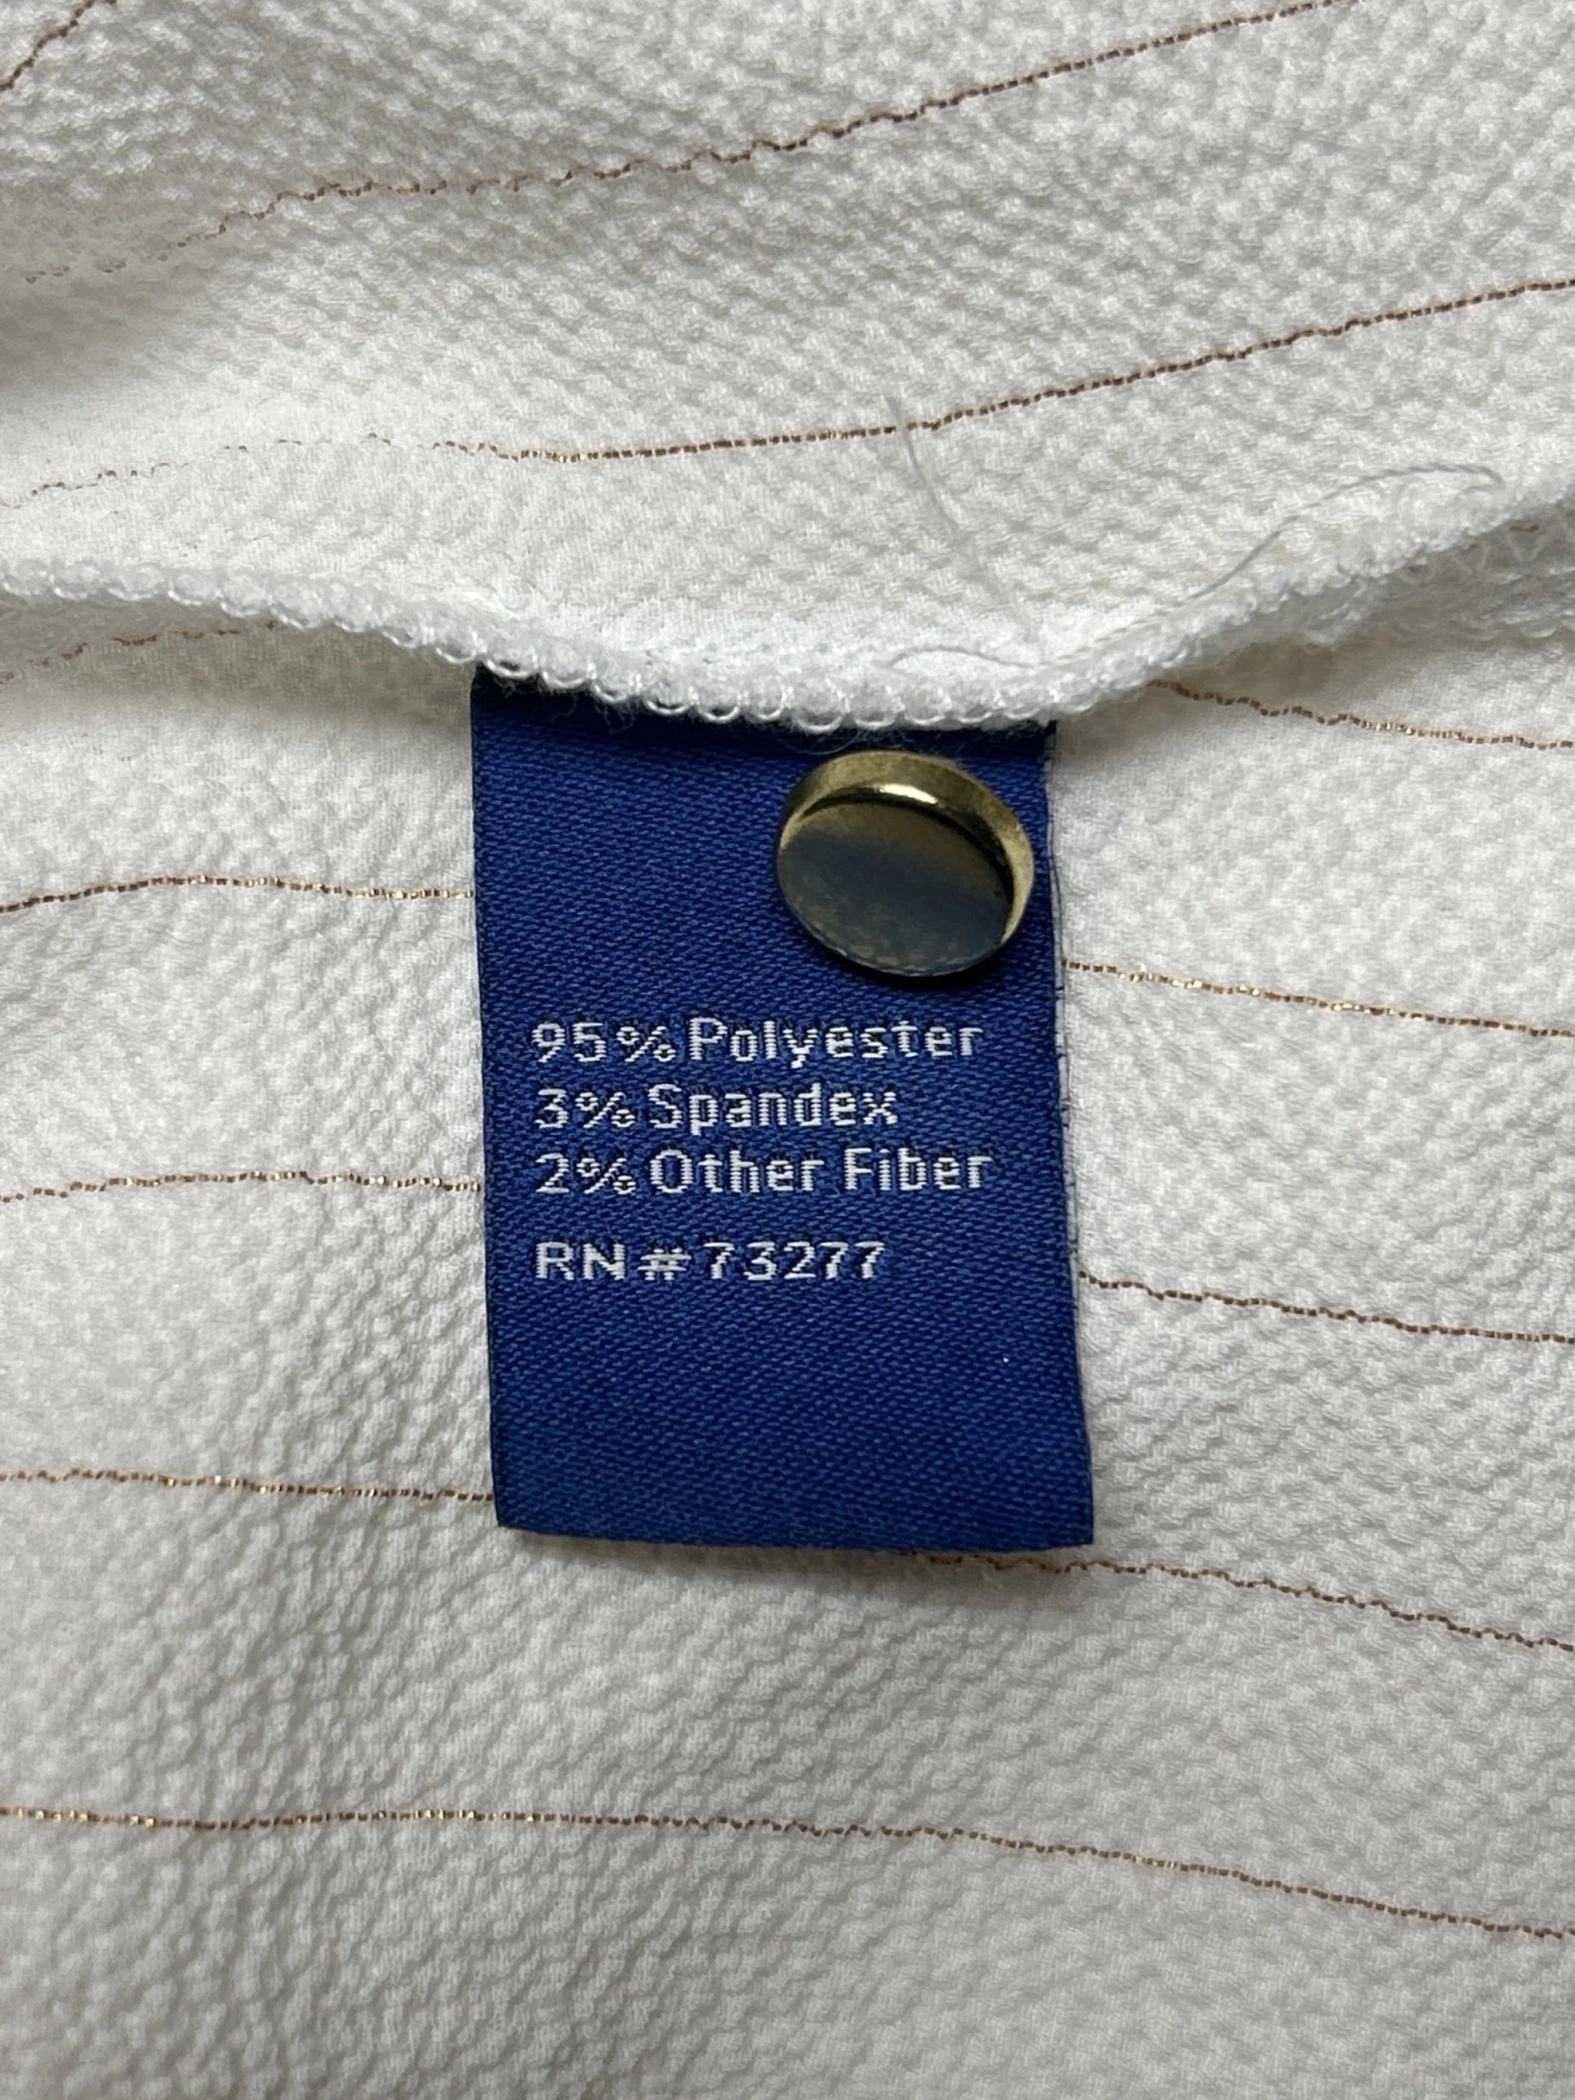 95% Polyester
3% Spandex
2% Other Fiber
RN#73277